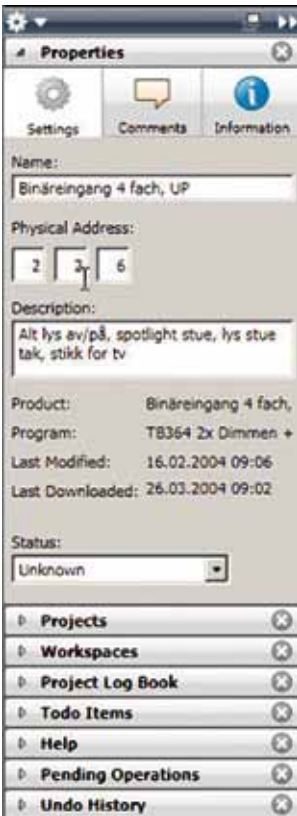 Properties
Settings Comments Information
Name:
Binäreingang 4 fach, UP
Physical Address:
2 2 6
Description:
Alt lys av/på, spotlight stue, lys stue
tak, stikk for tv
Product: Binäreingang 4 fach,
Program: TB364 2x Dimmen +
Last Modified: 16.02.2004 09:06
Last Downloaded: 26.03.2004 09:02
Status:
Unknown
Projects
Workspaces
Project Log Book
Todo Items
Help
Pending Operations
Undo History